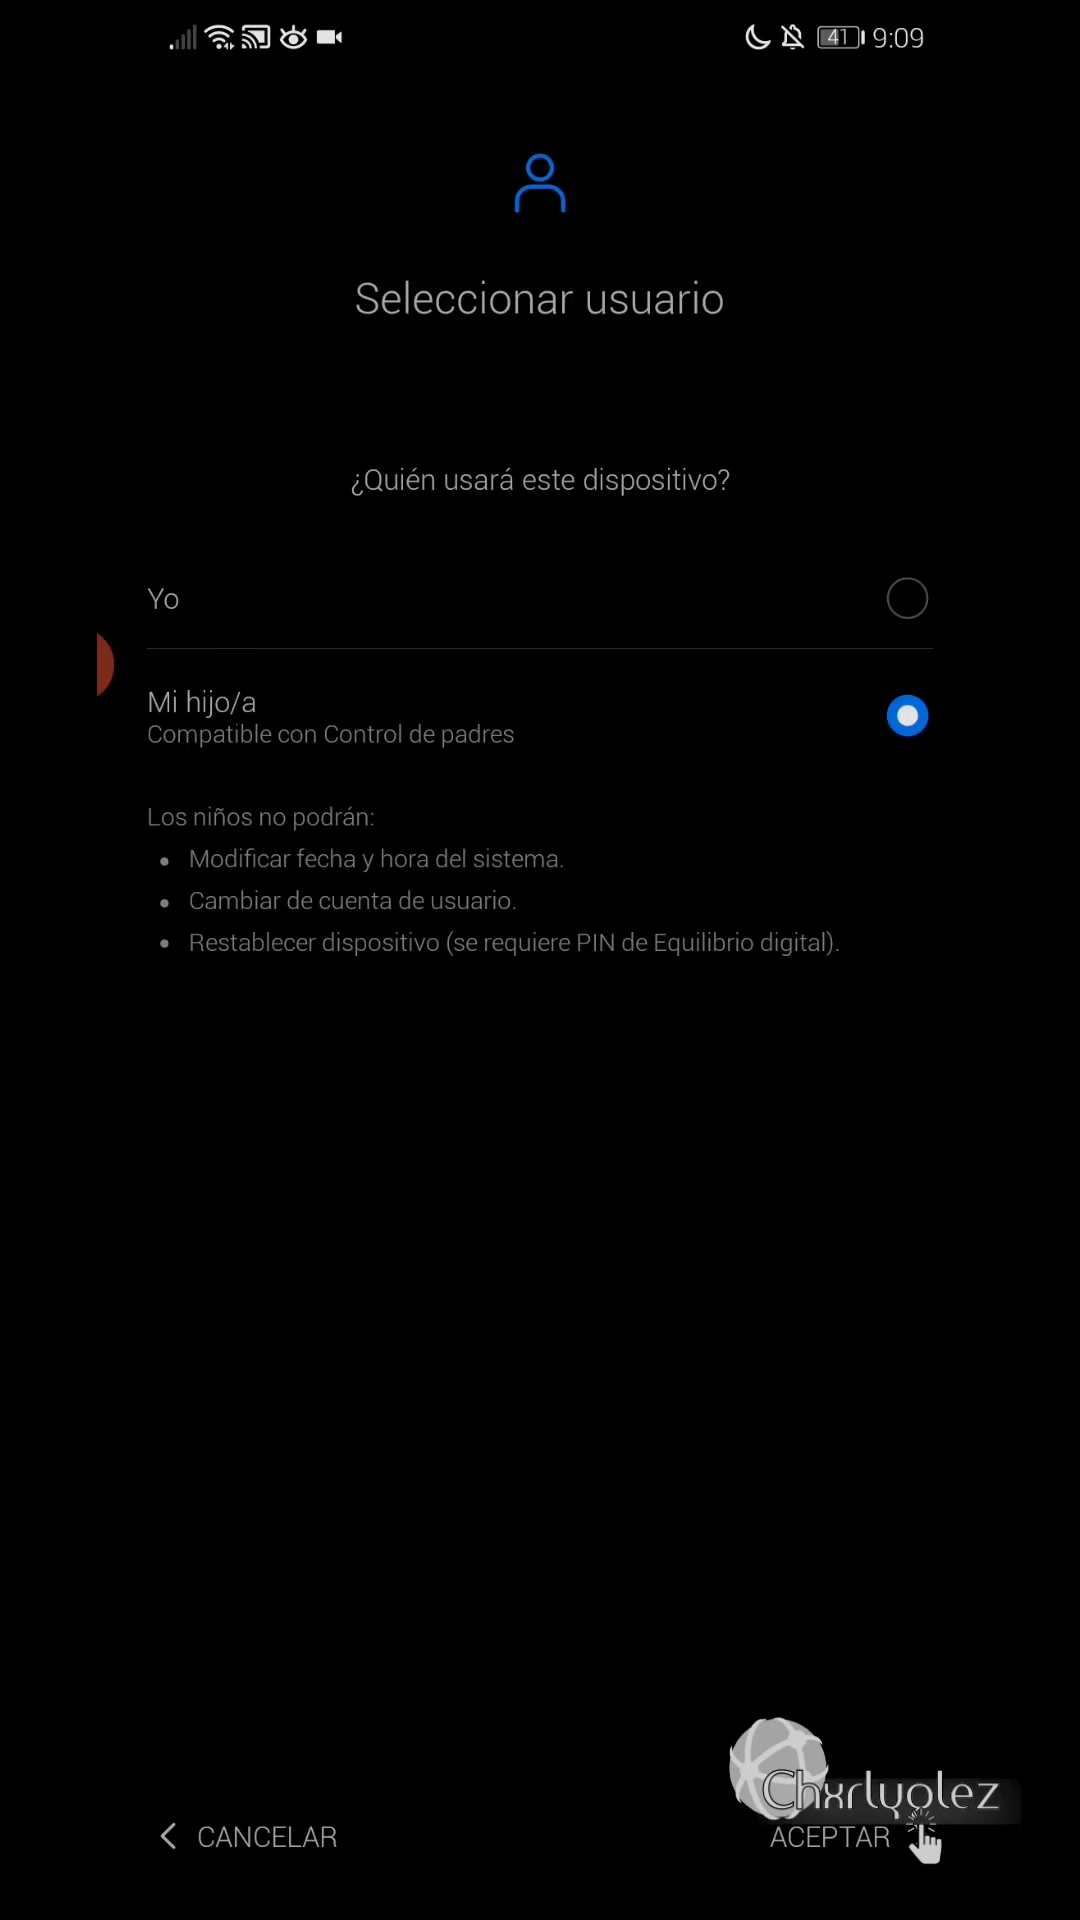 41 9:09
Seleccionar usuario
¿Quién usará este dispositivo?
Yo
Mi hijo/a
Compatible con Control de padres
Los niños no podrán:
• Modificar fecha y hora del sistema.
• Cambiar de cuenta de usuario.
• Restablecer dispositivo (se requiere PIN de Equilibrio digital).
Chxrlyolez
CANCELAR ACEPTAR